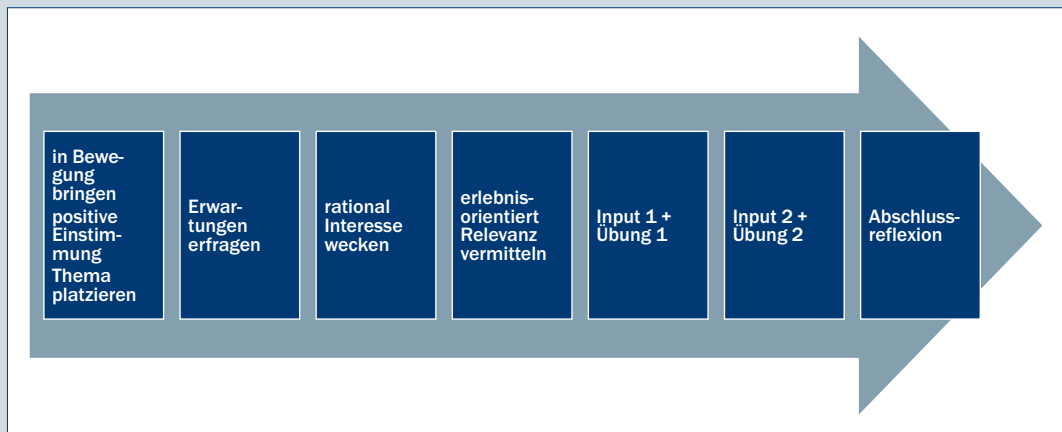 in Bewe-
gung
bringen
positive
Einstim-
mung
Thema
platzieren
Erwar-
tungen
erfragen
rational
Interesse
wecken
erlebnis-
orientiert
Relevanz
vermitteln
Input 1 +
Übung 1
Input 2 +
Übung 2
Abschluss-
reflexion